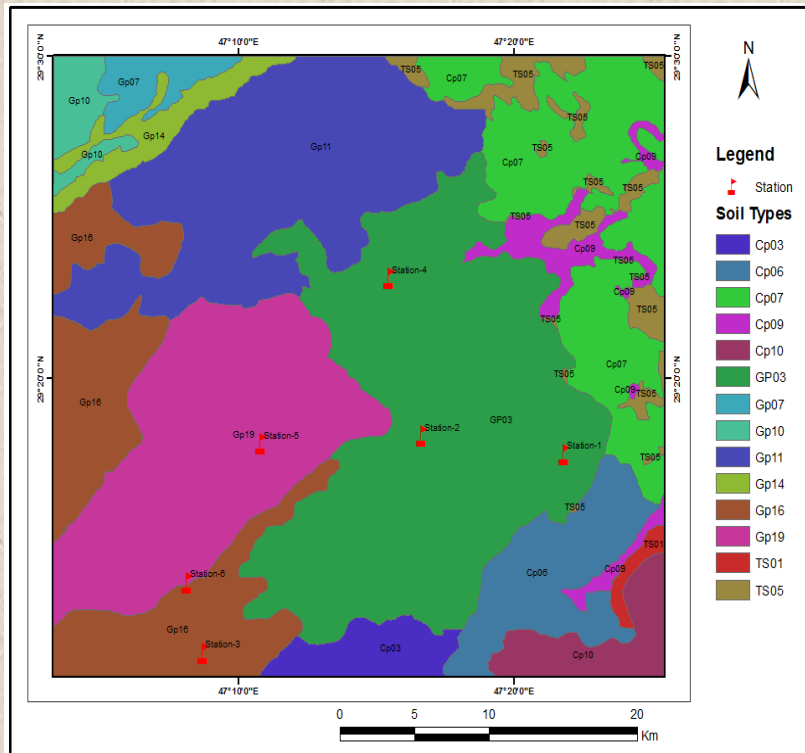 47°10'0"E 47°20'0"E
29°30'0"N 29°30'0"N
N
TS05 TS05 TS05
Gp07 Cp07
Gp10
TS05
Gp14
Gp11 TS05 Cp09
Gp10 Cp07
TS05 TS05
TS05
Gp16 TS05
Cp09
TS05
Station-4 TS05
Cp09
TS05
TS05
Cp07
29°20'0"N TS05 29°20'0"N
Gp16 Cp09 TS05
GP03
Gp19 Station-5 Station-2
Station-1
TS05
TS05
TS01
Cp06 Cp09
Station-6
Gp16
Station-3
Cp03 Cp10
47°10'0"E 47°20'0"E
0 5 10 20
Km
Legend
Station
Soil Types
Cp03
Cp06
Cp07
Cp09
Cp10
GP03
Gp07
Gp10
Gp11
Gp14
Gp16
Gp19
TS01
TS05